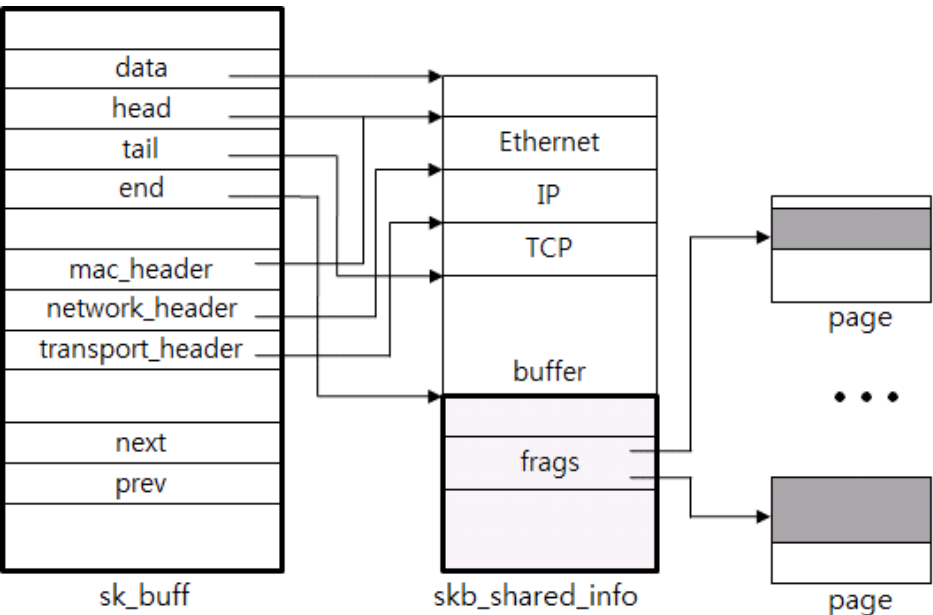 data
head
tail
end
mac_header
network_header
transport_header
next
prev
sk_buff
Ethernet
IP
TCP
buffer
frags
skb_shared_info
page
page